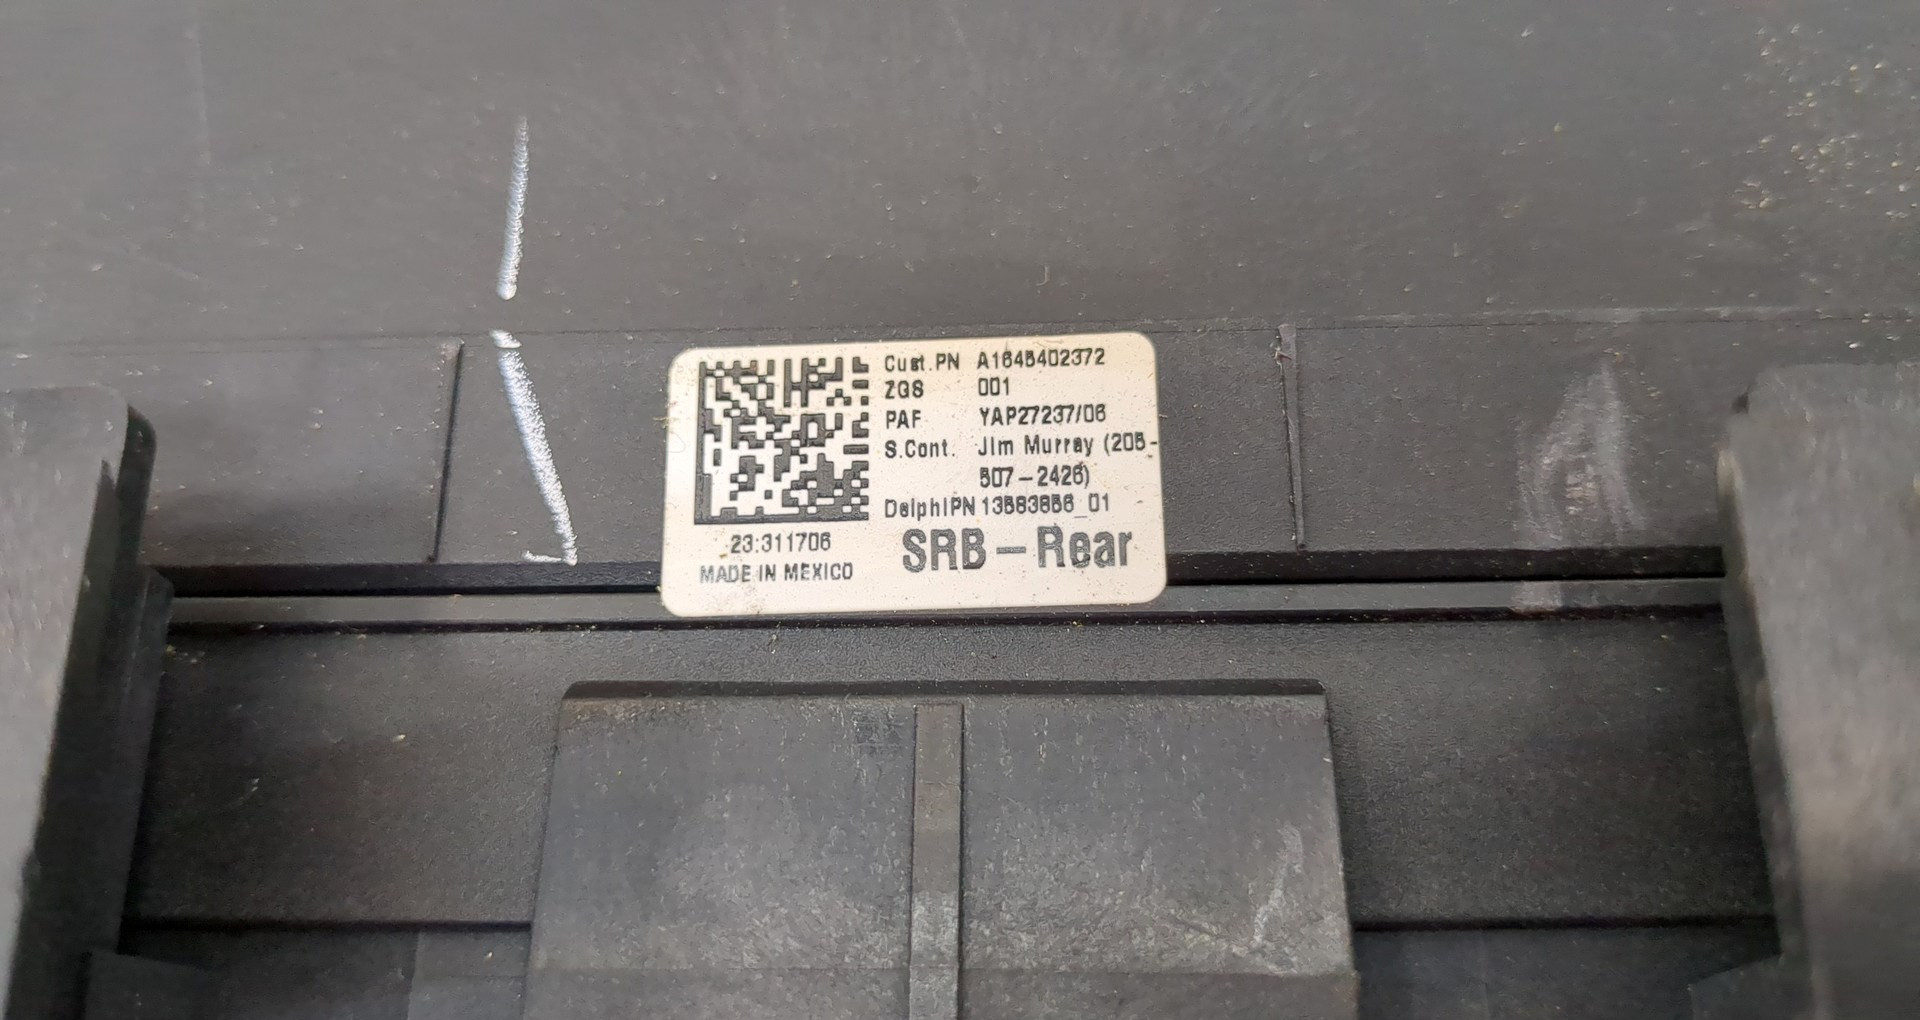 Cust.PN A1645402372
ZGS 001
PAF YAP27237/06
S.Cont. Jim Murray (205-
507-2426)
DelphiPN 13583856_01
SRB-Rear
23:311706
MADE IN MEXICO